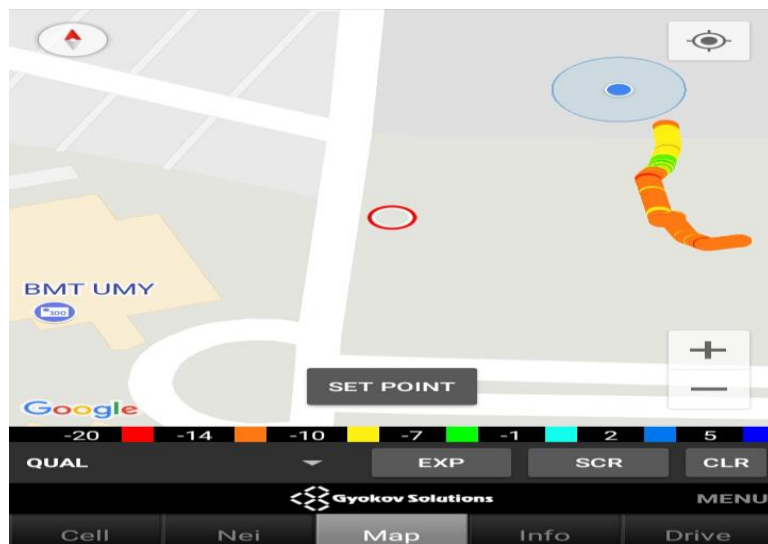 BMT UMY
100
SET POINT
Google
-20 -14 -10 -7 -1 2 5
QUAL EXP SCR CLR
Gyokov Solutions MENU
Cell Nei Map Info Drive